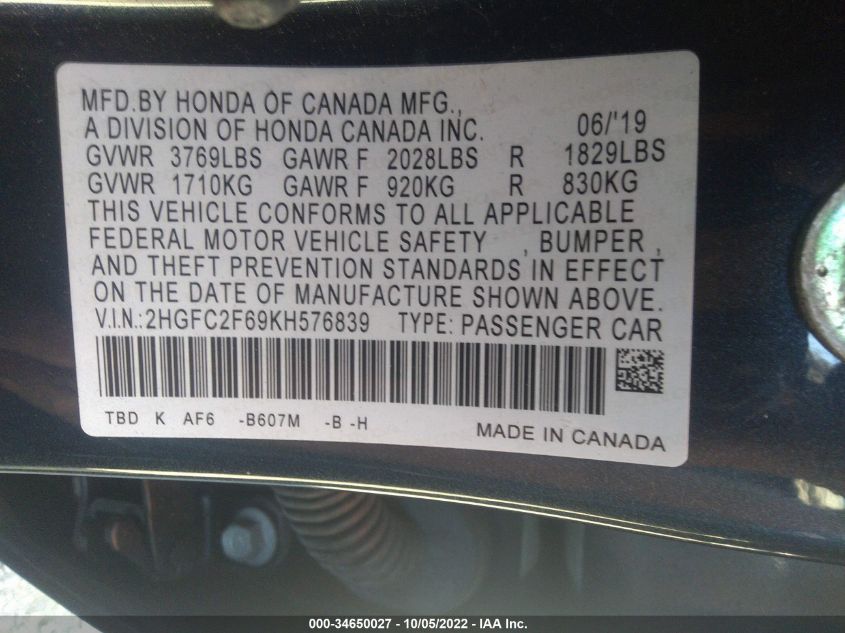 MFD.BY HONDA OF CANADA MFG.,
A DIVISION OF HONDA CANADA INC. 06/'19
GVWR 3769LBS GAWR F 2028LBS R 1829LBS
GVWR 1710KG GAWR F 920KG R 830KG
THIS VEHICLE CONFORMS TO ALL APPLICABLE
FEDERAL MOTOR VEHICLE SAFETY , BUMPER ,
AND THEFT PREVENTION STANDARDS IN EFFECT
ON THE DATE OF MANUFACTURE SHOWN ABOVE.
V.I.N.:2HGFC2F69KH576839 TYPE: PASSENGER CAR
TBD K AF6 -B607M -B -H
MADE IN CANADA
000-34650027 - 10/05/2022 - IAA Inc.